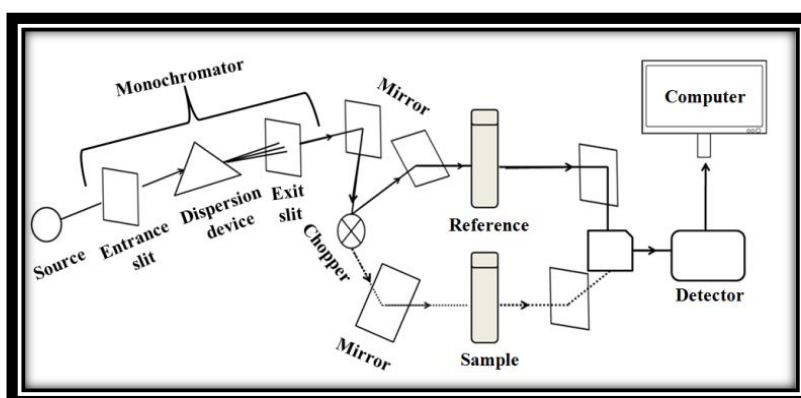 Monochromator
Mirror
Computer
Source
Entrance
slit
Dispersion
device
Exit
slit
Chopper
Reference
Mirror
Sample
Detector